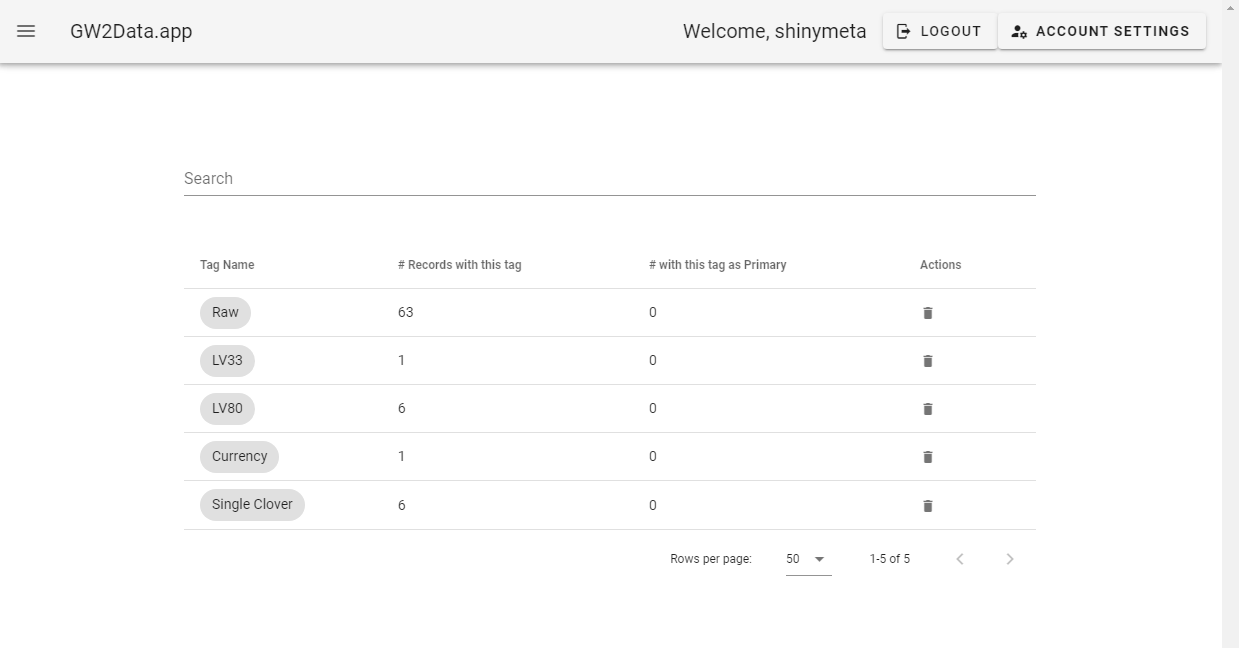 GW2Data.app Welcome, shinymeta LOGOUT ACCOUNT SETTINGS
Search
Tag Name # Records with this tag # with this tag as Primary Actions
Raw 63 0
LV33 1 0
LV80 6 0
Currency 1 0
Single Clover 6 0
Rows per page: 50 1-5 of 5